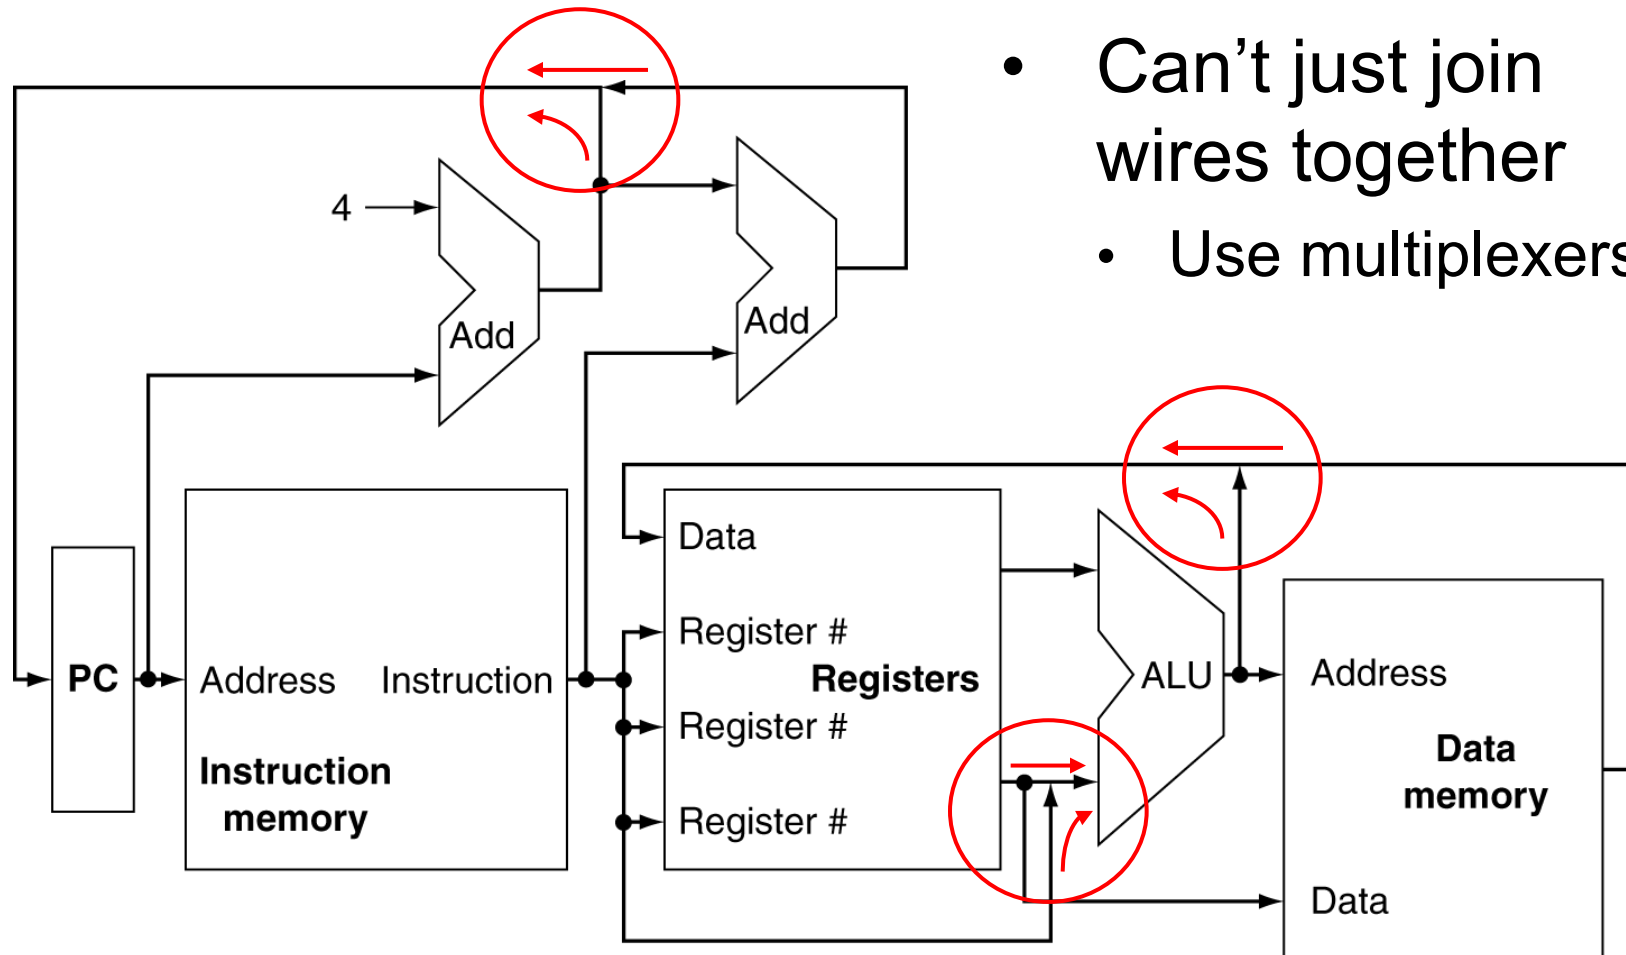 • Can’t just join
wires together
• Use multiplexers
4
Add
Add
Data
Register #
PC
Address
Instruction
Registers
ALU
Address
Register #
Instruction
memory
Data
memory
Register #
Data